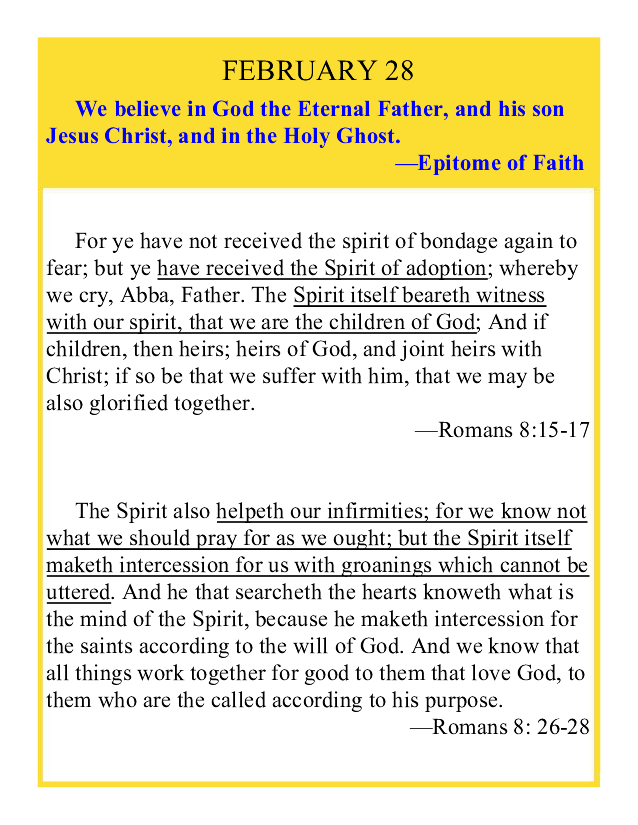 FEBRUARY 28
We believe in God the Eternal Father, and his son
Jesus Christ, and in the Holy Ghost.
—Epitome of Faith
For ye have not received the spirit of bondage again to
fear; but ye have received the Spirit of adoption; whereby
we cry, Abba, Father. The Spirit itself beareth witness
with our spirit, that we are the children of God; And if
children, then heirs; heirs of God, and joint heirs with
Christ; if so be that we suffer with him, that we may be
also glorified together.
—Romans 8:15-17
The Spirit also helpeth our infirmities; for we know not
what we should pray for as we ought; but the Spirit itself
maketh intercession for us with groanings which cannot be
uttered. And he that searcheth the hearts knoweth what is
the mind of the Spirit, because he maketh intercession for
the saints according to the will of God. And we know that
all things work together for good to them that love God, to
them who are the called according to his purpose.
—Romans 8: 26-28